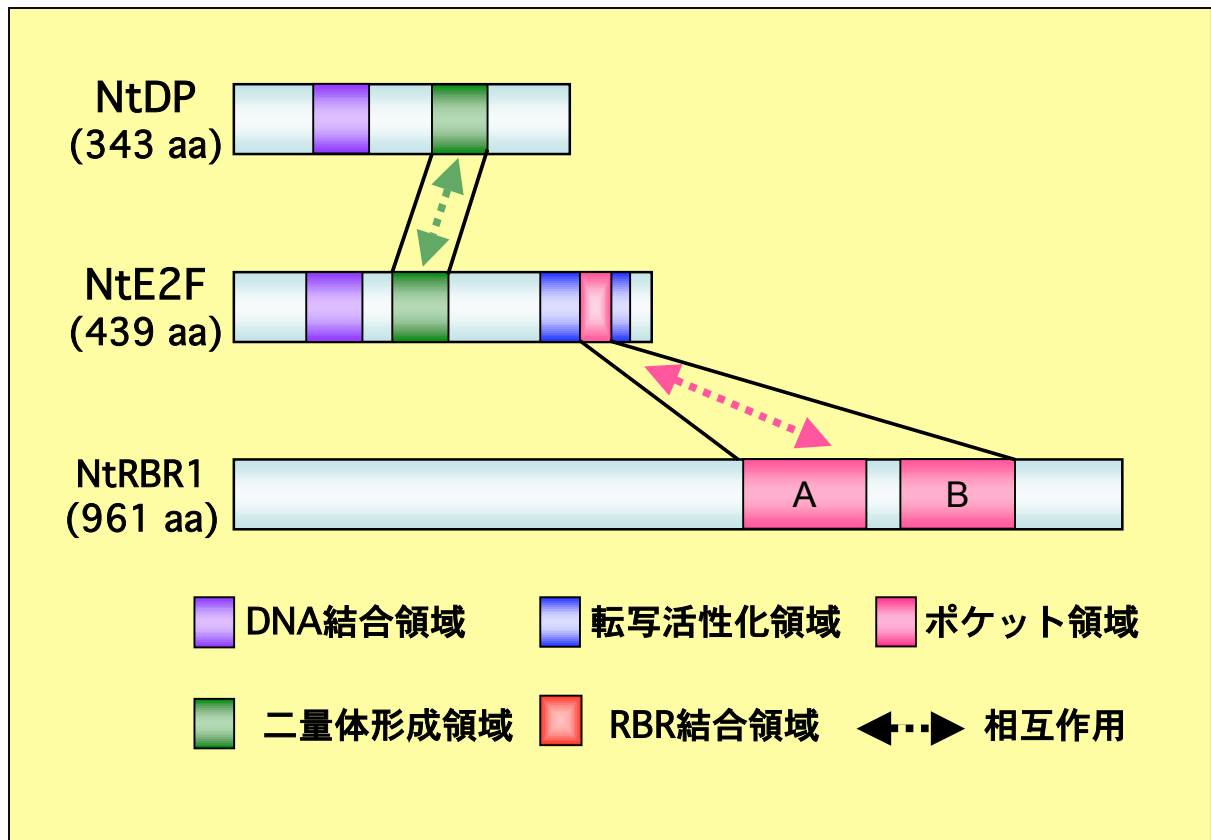 NtDP
(343 aa)
NtE2F
(439 aa)
NtRBR1
(961 aa)
A
B
DNA結合領域
転写活性化領域
ポケット領域
二量体形成領域
RBR結合領域
相互作用